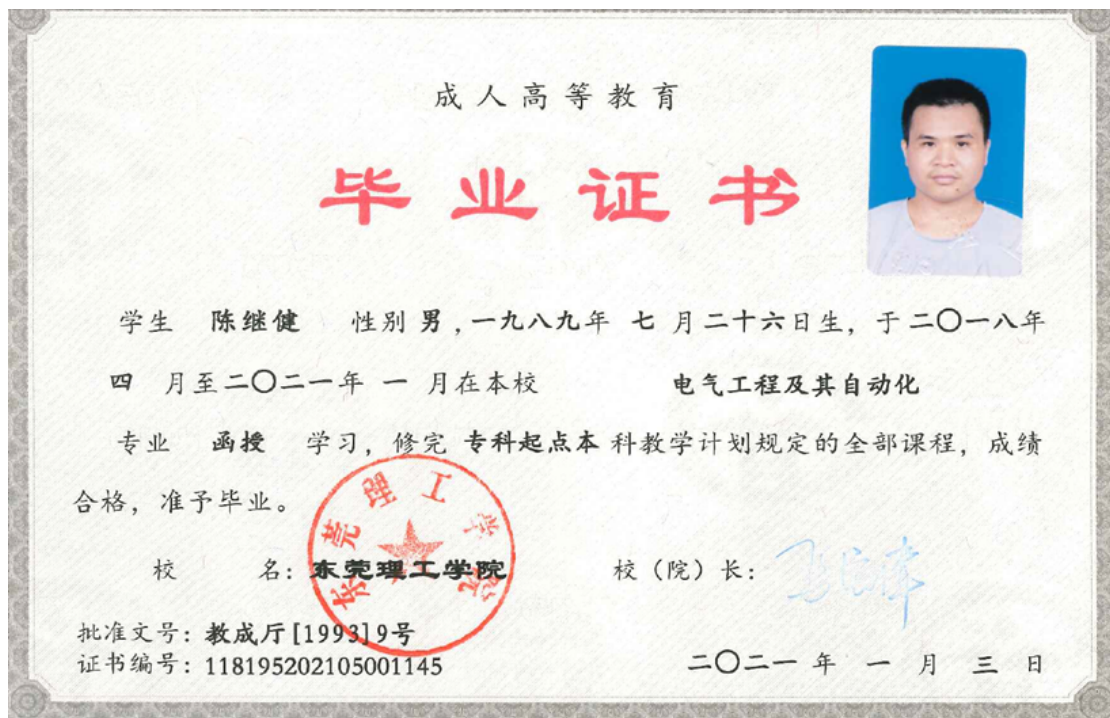 成人高等教育
毕业证书
学生 陈继健 性别 男，一九八九年 七 月二十六日生，于二〇一八年
四 月至二〇二一年 一 月在本校 电气工程及其自动化
专业 函授 学习，修完 专科起点本 科教学计划规定的全部课程，成绩
合格，准予毕业。
东莞理工学院
校 名：东莞理工学院 校（院）长：
批准文号：教成厅[1993]9号
证书编号：118195202105001145 二〇二一 年 一 月 三 日